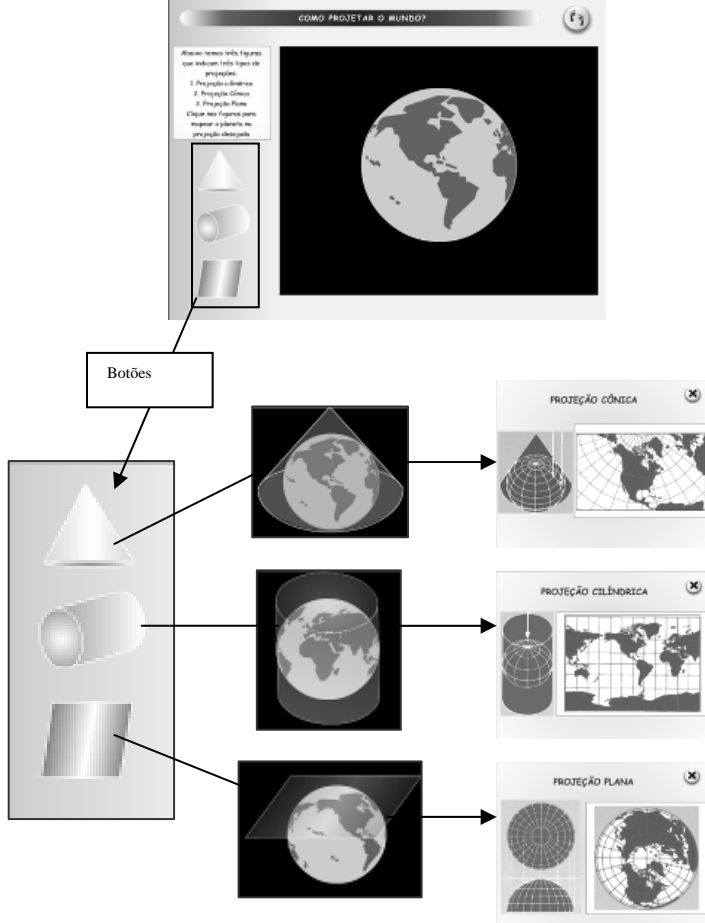 COMO PROJETAR O MUNDO?
Abaixo temos três figuras
que indicam três tipos de
projeções:
1. Projeção cilíndrica
2. Projeção Cônica
3. Projeção Plana
Clique nas figuras para
mapear o planeta na
projeção desejada
Botões
PROJEÇÃO CÔNICA
PROJEÇÃO CILÍNDRICA
PROJEÇÃO PLANA